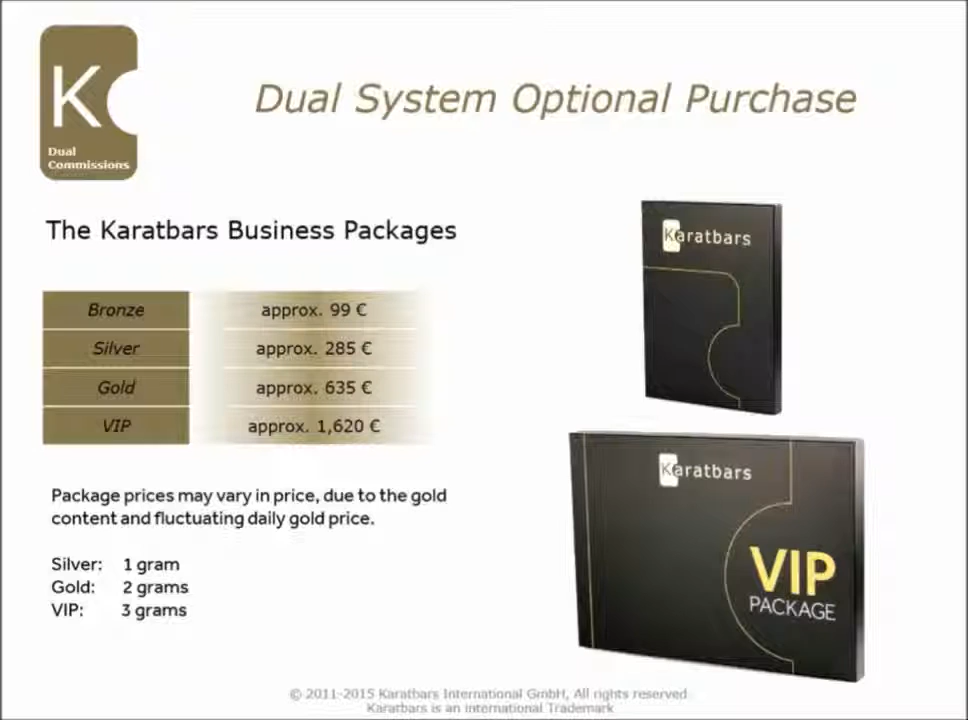 K
Dual
Commissions
Dual System Optional Purchase
The Karatbars Business Packages
Bronze approx. 99 €
Silver approx. 285 €
Gold approx. 635 €
VIP approx. 1,620 €
Package prices may vary in price, due to the gold
content and fluctuating daily gold price.
Silver: 1 gram
Gold: 2 grams
VIP: 3 grams
Karatbars
Karatbars
VIP
PACKAGE
© 2011-2015 Karatbars International GmbH, All rights reserved
Karatbars is an international Trademark